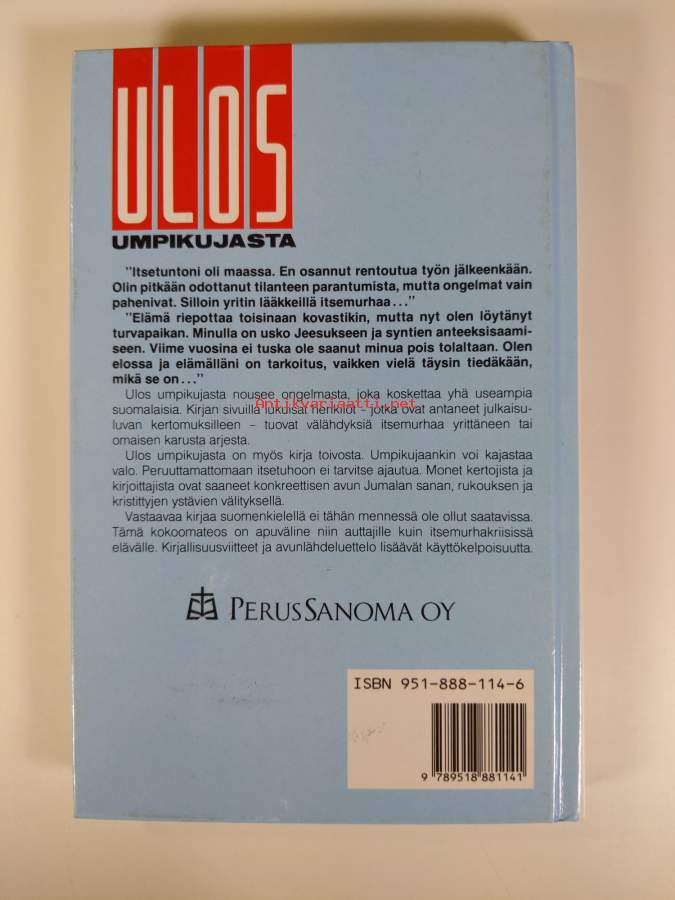 ULOS
UMPIKUJASTA
"Itsetuntoni oli maassa. En osannut rentoutua työn jälkeenkään.
Olin pitkään odottanut tilanteen parantumista, mutta ongelmat vain
pahenivat. Silloin yritin lääkkeillä itsemurhaa..."
"Elämä riepottaa toisinaan kovastikin, mutta nyt olen löytänyt
turvapaikan. Minulla on usko Jeesukseen ja syntien anteeksisaami-
seen. Viime vuosina ei tuska ole saanut minua pois tolaltaan. Olen
elossa ja elämälläni on tarkoitus, vaikken vielä täysin tiedäkään,
mikä se on..."
Ulos umpikujasta nousee ongelmasta, joka koskettaa yhä useampia
suomalaisia. Kirjan sivuilla lukuisat henkilöt – jotka ovat antaneet julkaisu-
luvan kertomuksilleen – tuovat välähdyksiä itsemurhaa yrittäneen tai
omaisen karusta arjesta.
Ulos umpikujasta on myös kirja toivosta. Umpikujaankin voi kajastaa
valo. Peruuttamattomaan itsetuhoon ei tarvitse ajautua. Monet kertojista ja
kirjoittajista ovat saaneet konkreettisen avun Jumalan sanan, rukouksen ja
kristittyjen ystävien välityksellä.
Vastaavaa kirjaa suomenkielellä ei tähän mennessä ole ollut saatavissa.
Tämä kokoomateos on apuväline niin auttajille kuin itsemurhakriisissä
elävälle. Kirjallisuusviitteet ja avunlähdeluettelo lisäävät käyttökelpoisuutta.
Antikvariaatti.net
PERUSSANOMA OY
ISBN 951-888-114-6
9 789518 881141